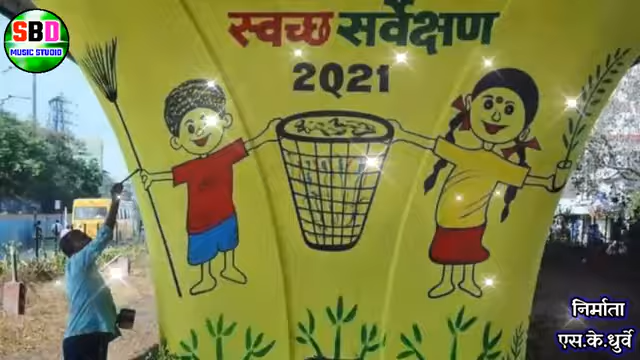 SBD
MUSIC STUDIO
स्वच्छ सर्वेक्षण
2021
निर्माता
एस.के.धुर्वे